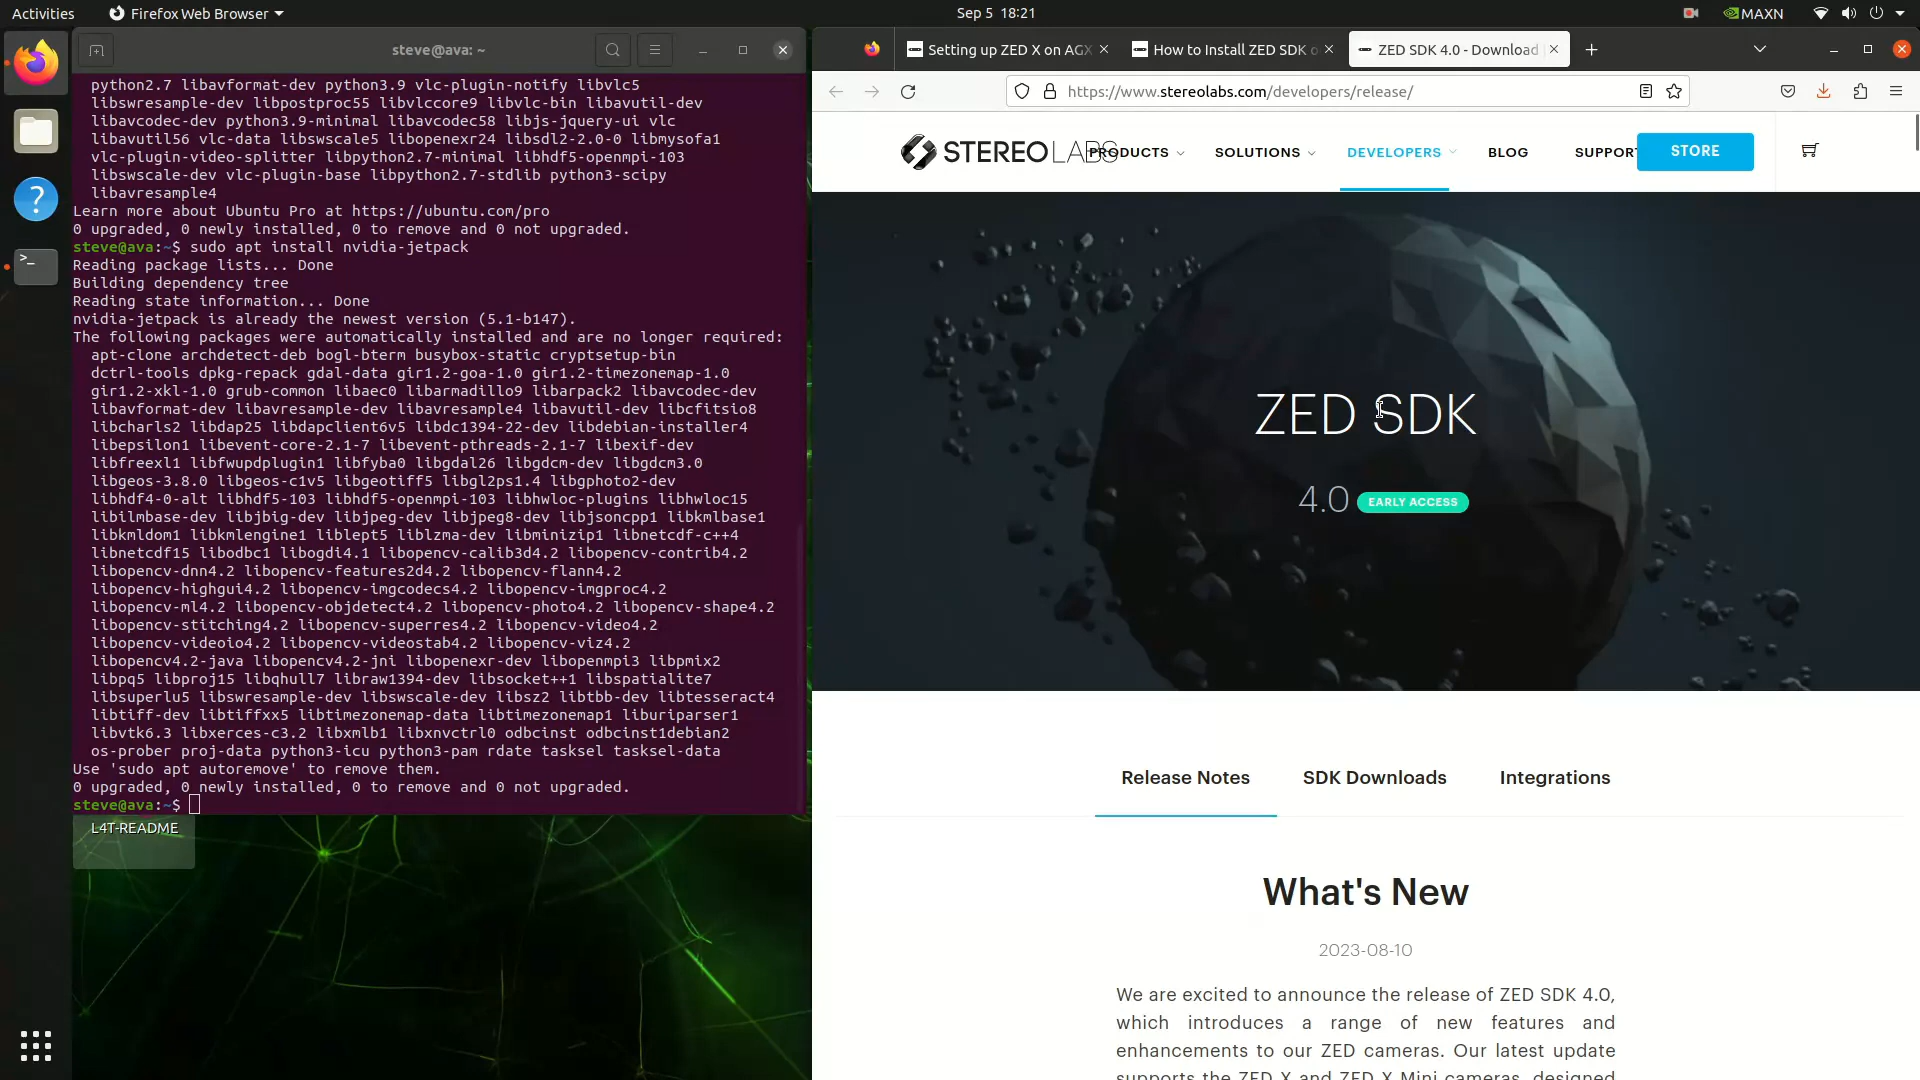 Activities
Firefox Web Browser
Sep 5 18:21
MAXN
steve@ava: ~
python2.7 libavformat-dev python3.9 vlc-plugin-notify libvlc5
libswresample-dev libpostproc55 libvlccore9 libvlc-bin libavutil-dev
libavcodec-dev python3.9-minimal libavcodec58 libjs-jquery-ui vlc
libavutil56 vlc-data libswscale5 libopenexr24 libsdl2-2.0-0 libmysofa1
vlc-plugin-video-splitter libpython2.7-minimal libhdf5-openmpi-103
libswscale-dev vlc-plugin-base libpython2.7-stdlib python3-scipy
libavresample4
Learn more about Ubuntu Pro at https://ubuntu.com/pro
0 upgraded, 0 newly installed, 0 to remove and 0 not upgraded.
steve@ava:~$ sudo apt install nvidia-jetpack
Reading package lists... Done
Building dependency tree
Reading state information... Done
nvidia-jetpack is already the newest version (5.1-b147).
The following packages were automatically installed and are no longer required:
apt-clone archdetect-deb bogl-bterm busybox-static cryptsetup-bin
dctrl-tools dpkg-repack gdal-data gir1.2-goa-1.0 gir1.2-timezonemap-1.0
gir1.2-xkl-1.0 grub-common libaec0 libarmadillo9 libarpack2 libavcodec-dev
libavformat-dev libavresample-dev libavresample4 libavutil-dev libcfitsio8
libcharls2 libdap25 libdapclient6v5 libdc1394-22-dev libdebian-installer4
libepsilon1 libevent-core-2.1-7 libevent-pthreads-2.1-7 libexif-dev
libfreexl1 libfwupdplugin1 libfyba0 libgdal26 libgdcm-dev libgdcm3.0
libgeos-3.8.0 libgeos-c1v5 libgeotiff5 libgl2ps1.4 libgphoto2-dev
libhdf4-0-alt libhdf5-103 libhdf5-openmpi-103 libhwloc-plugins libhwloc15
libilmbase-dev libjbig-dev libjpeg-dev libjpeg8-dev libjsoncpp1 libkmlbase1
libkmldom1 libkmlengine1 liblept5 liblzma-dev libminizip1 libnetcdf-c++4
libnetcdf15 libodbc1 libogdi4.1 libopencv-calib3d4.2 libopencv-contrib4.2
libopencv-dnn4.2 libopencv-features2d4.2 libopencv-flann4.2
libopencv-highgui4.2 libopencv-imgcodecs4.2 libopencv-imgproc4.2
libopencv-ml4.2 libopencv-objdetect4.2 libopencv-photo4.2 libopencv-shape4.2
libopencv-stitching4.2 libopencv-superres4.2 libopencv-video4.2
libopencv-videoio4.2 libopencv-videostab4.2 libopencv-viz4.2
libopencv4.2-java libopencv4.2-jni libopenexr-dev libopenmpi3 libpmix2
libpq5 libproj15 libqhull7 libraw1394-dev libsocket++1 libspatialite7
libsuperlu5 libswresample-dev libswscale-dev libsz2 libtbb-dev libtesseract4
libtiff-dev libtiffxx5 libtimezonemap-data libtimezonemap1 liburiparser1
libvtk6.3 libxerces-c3.2 libxmlb1 libxnvctrl0 odbcinst odbcinst1debian2
os-prober proj-data python3-icu python3-pam rdate tasksel tasksel-data
Use 'sudo apt autoremove' to remove them.
0 upgraded, 0 newly installed, 0 to remove and 0 not upgraded.
steve@ava:~$
L4T-README
Setting up ZED X on AGX
How to Install ZED SDK o
ZED SDK 4.0 - Download
https://www.stereolabs.com/developers/release/
STEREOLABS
PRODUCTS
SOLUTIONS
DEVELOPERS
BLOG
SUPPORT
STORE
ZED SDK
4.0 EARLY ACCESS
Release Notes
SDK Downloads
Integrations
What's New
2023-08-10
We are excited to announce the release of ZED SDK 4.0,
which introduces a range of new features and
enhancements to our ZED cameras. Our latest update
supports the ZED X and ZED X Mini cameras, designed